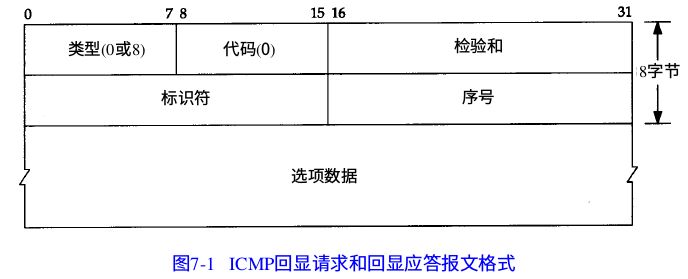 0 7 8 15 16 31
类型(0或8) 代码(0) 检验和
8字节
标识符 序号
选项数据
图7-1 ICMP回显请求和回显应答报文格式